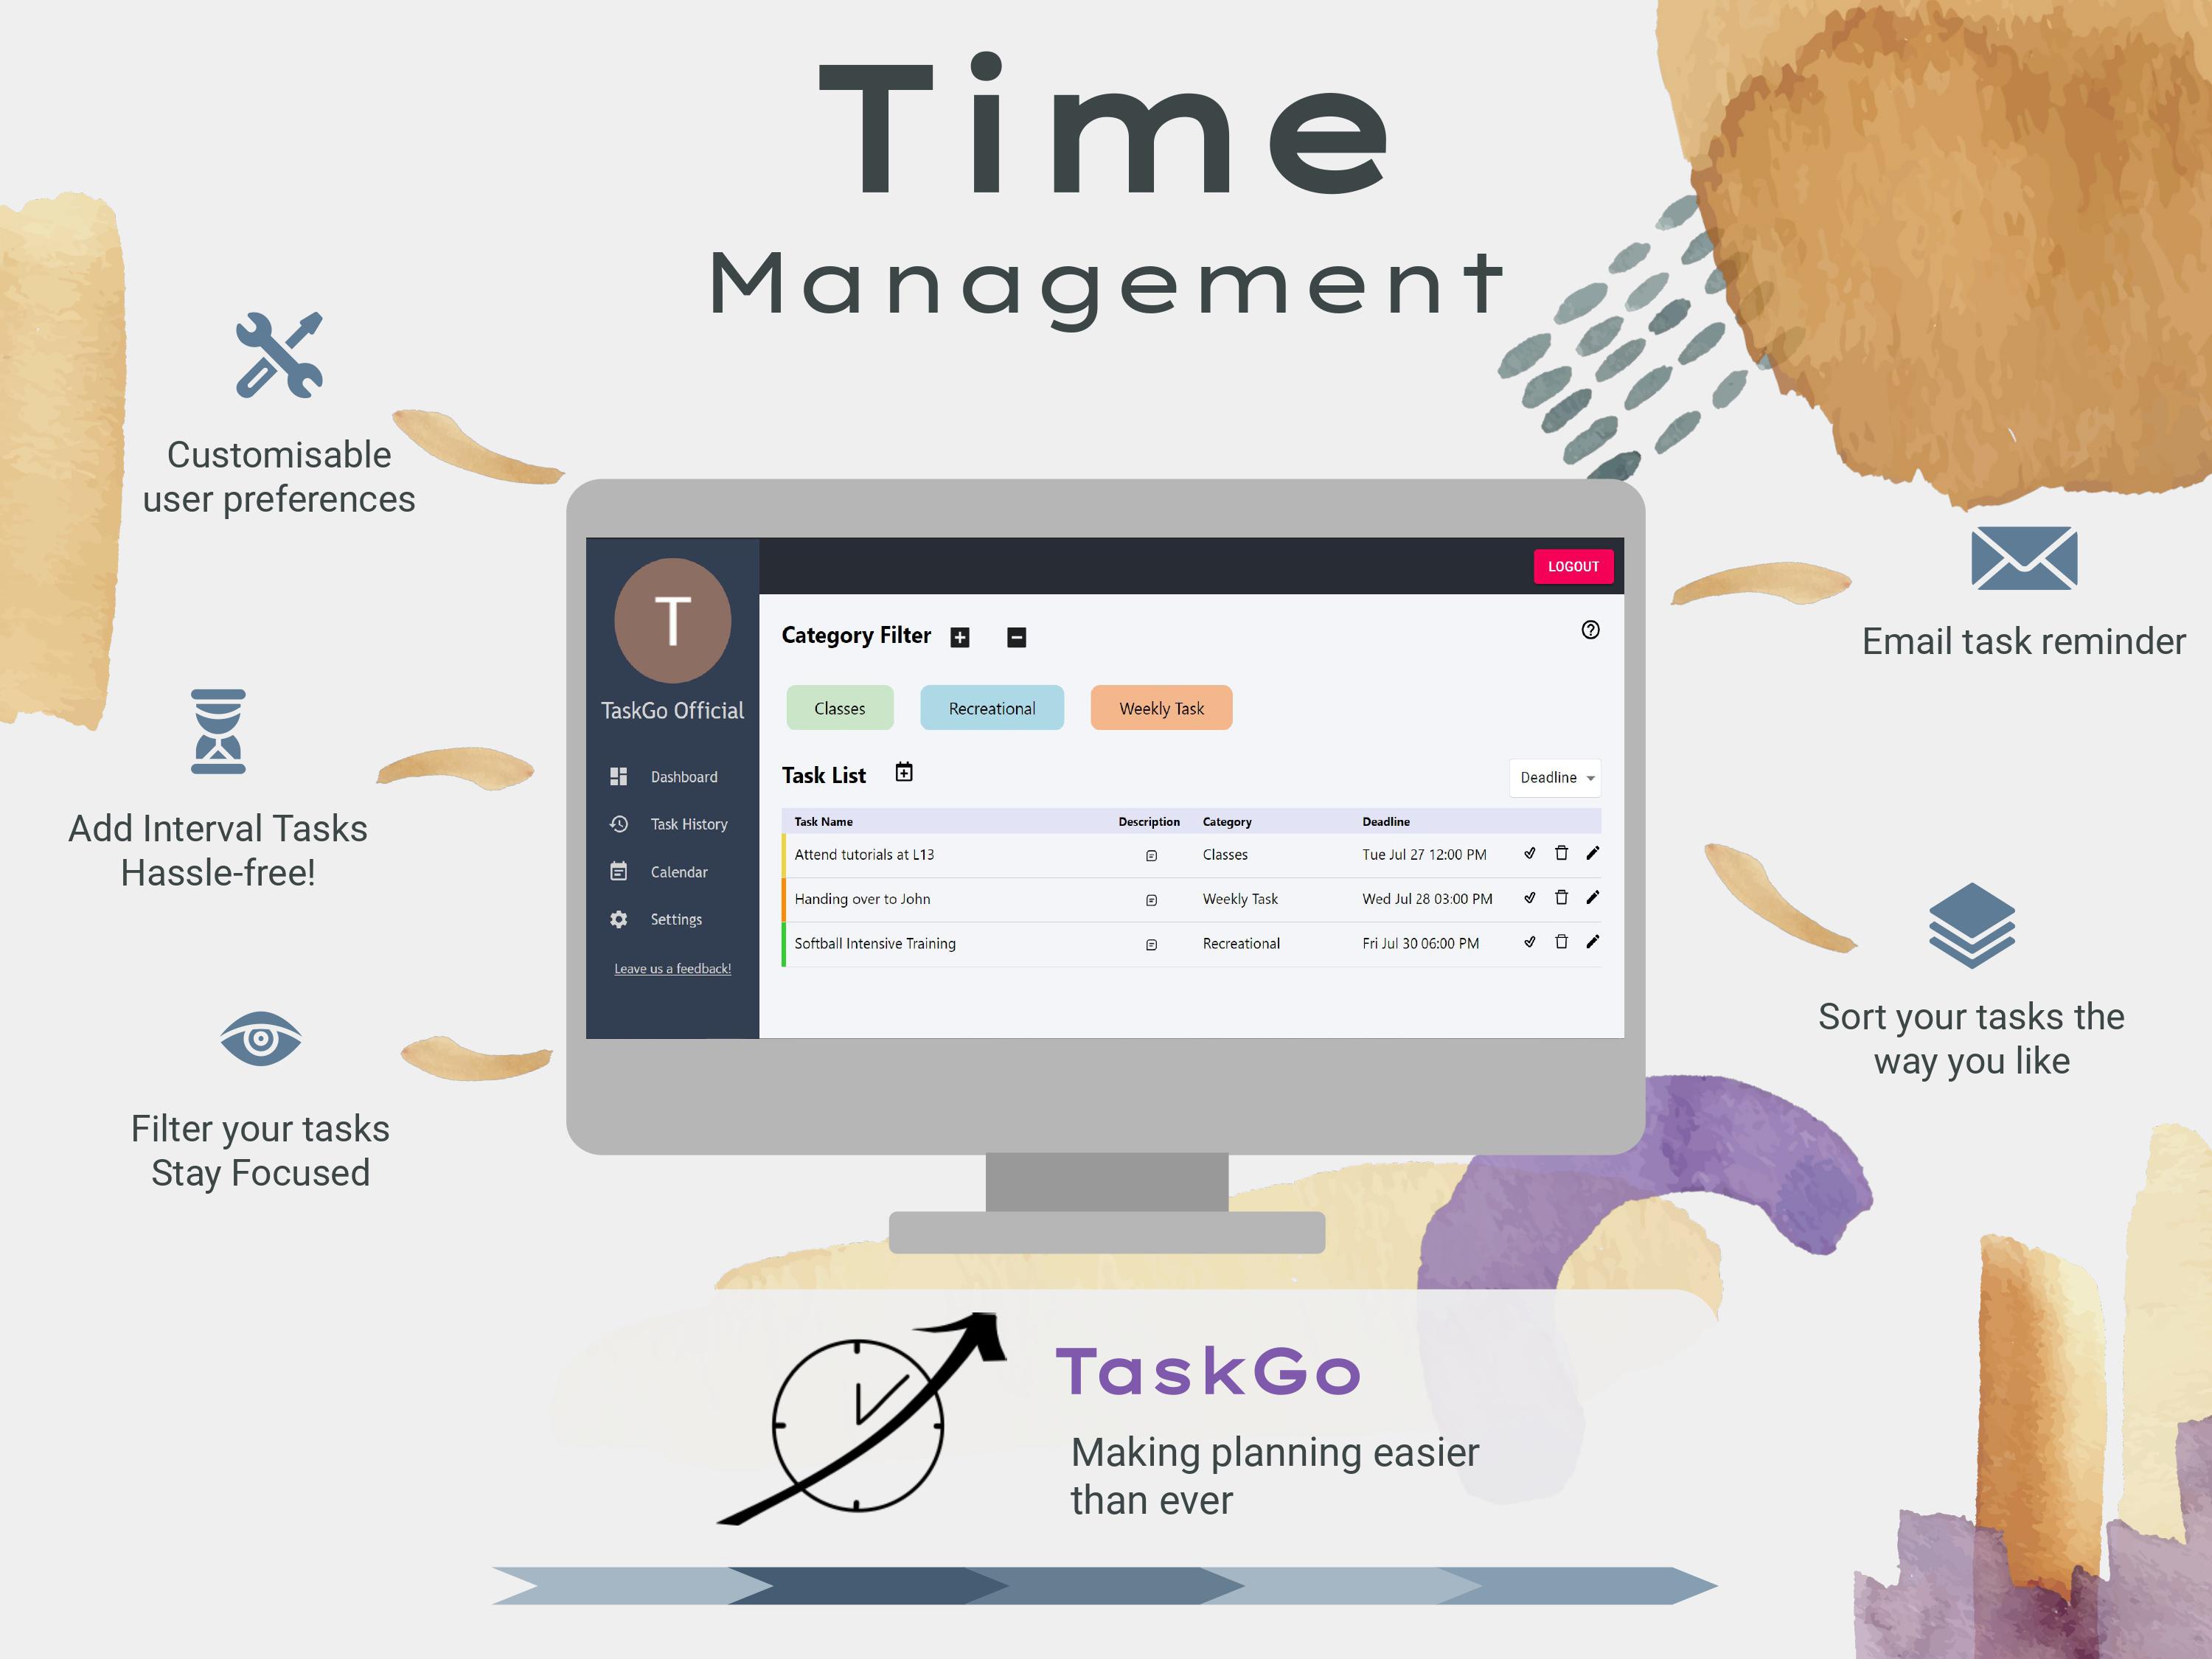 Time
Management
Customisable
user preferences
Add Interval Tasks
Hassle-free!
Filter your tasks
Stay Focused
T
TaskGo Official
Dashboard
Task History
Calendar
Settings
Leave us a feedback!
LOGOUT
Category Filter
Classes
Recreational
Weekly Task
Task List
Deadline
Task Name Description Category Deadline
Attend tutorials at L13 Classes Tue Jul 27 12:00 PM
Handing over to John Weekly Task Wed Jul 28 03:00 PM
Softball Intensive Training Recreational Fri Jul 30 06:00 PM
Email task reminder
Sort your tasks the
way you like
TaskGo
Making planning easier
than ever